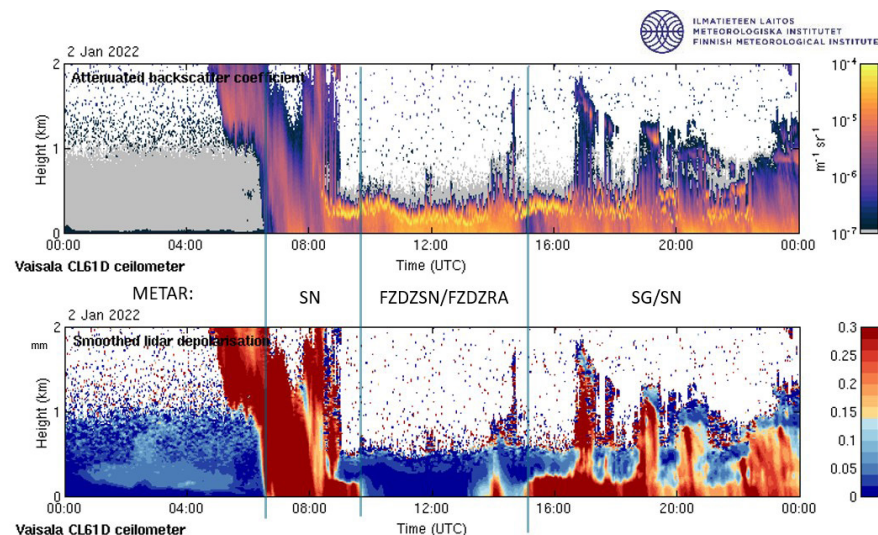 ILMATIETEEN LAITOS
METEOROLOGISKA INSTITUTET
FINNISH METEOROLOGICAL INSTITUTE
2 Jan 2022
Attenuated backscatter coefficient
2
1
0
Height (km)
00:00 04:00 08:00 12:00 16:00 20:00 00:00
Time (UTC)
Vaisala CL61D ceilometer
10⁻⁴
10⁻⁵
10⁻⁶
10⁻⁷
m⁻¹ sr⁻¹
METAR: SN FZDZSN/FZDZRA SG/SN
2 Jan 2022
mm
Smoothed lidar depolarisation
2
1
0
Height (km)
00:00 04:00 08:00 12:00 16:00 20:00 00:00
Time (UTC)
Vaisala CL61D ceilometer
0.3
0.25
0.2
0.15
0.1
0.05
0